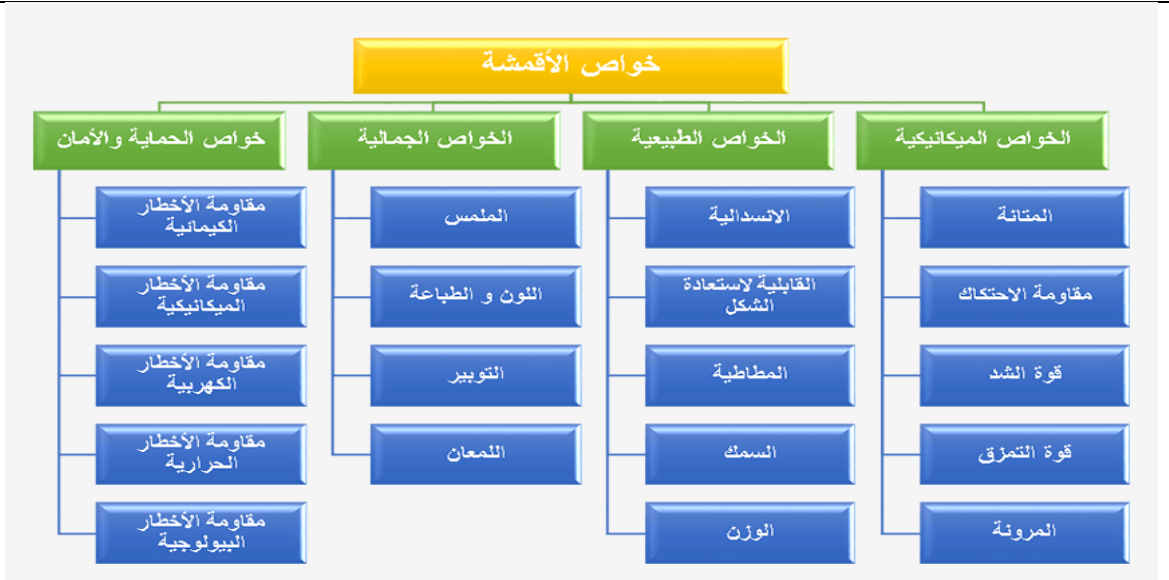 خواص الأقمشة
الخواص الميكانيكية
المتانة
مقاومة الاحتكاك
قوة الشد
قوة التمزق
المرونة
الخواص الطبيعية
الانسدالية
القابلية لاستعادة
الشكل
المطاطية
السمك
الوزن
الخواص الجمالية
الملمس
اللون و الطباعة
التوبير
اللمعان
خواص الحماية والأمان
مقاومة الأخطار
الكيمائية
مقاومة الأخطار
الميكانيكية
مقاومة الأخطار
الكهربية
مقاومة الأخطار
الحرارية
مقاومة الأخطار
البيولوجية